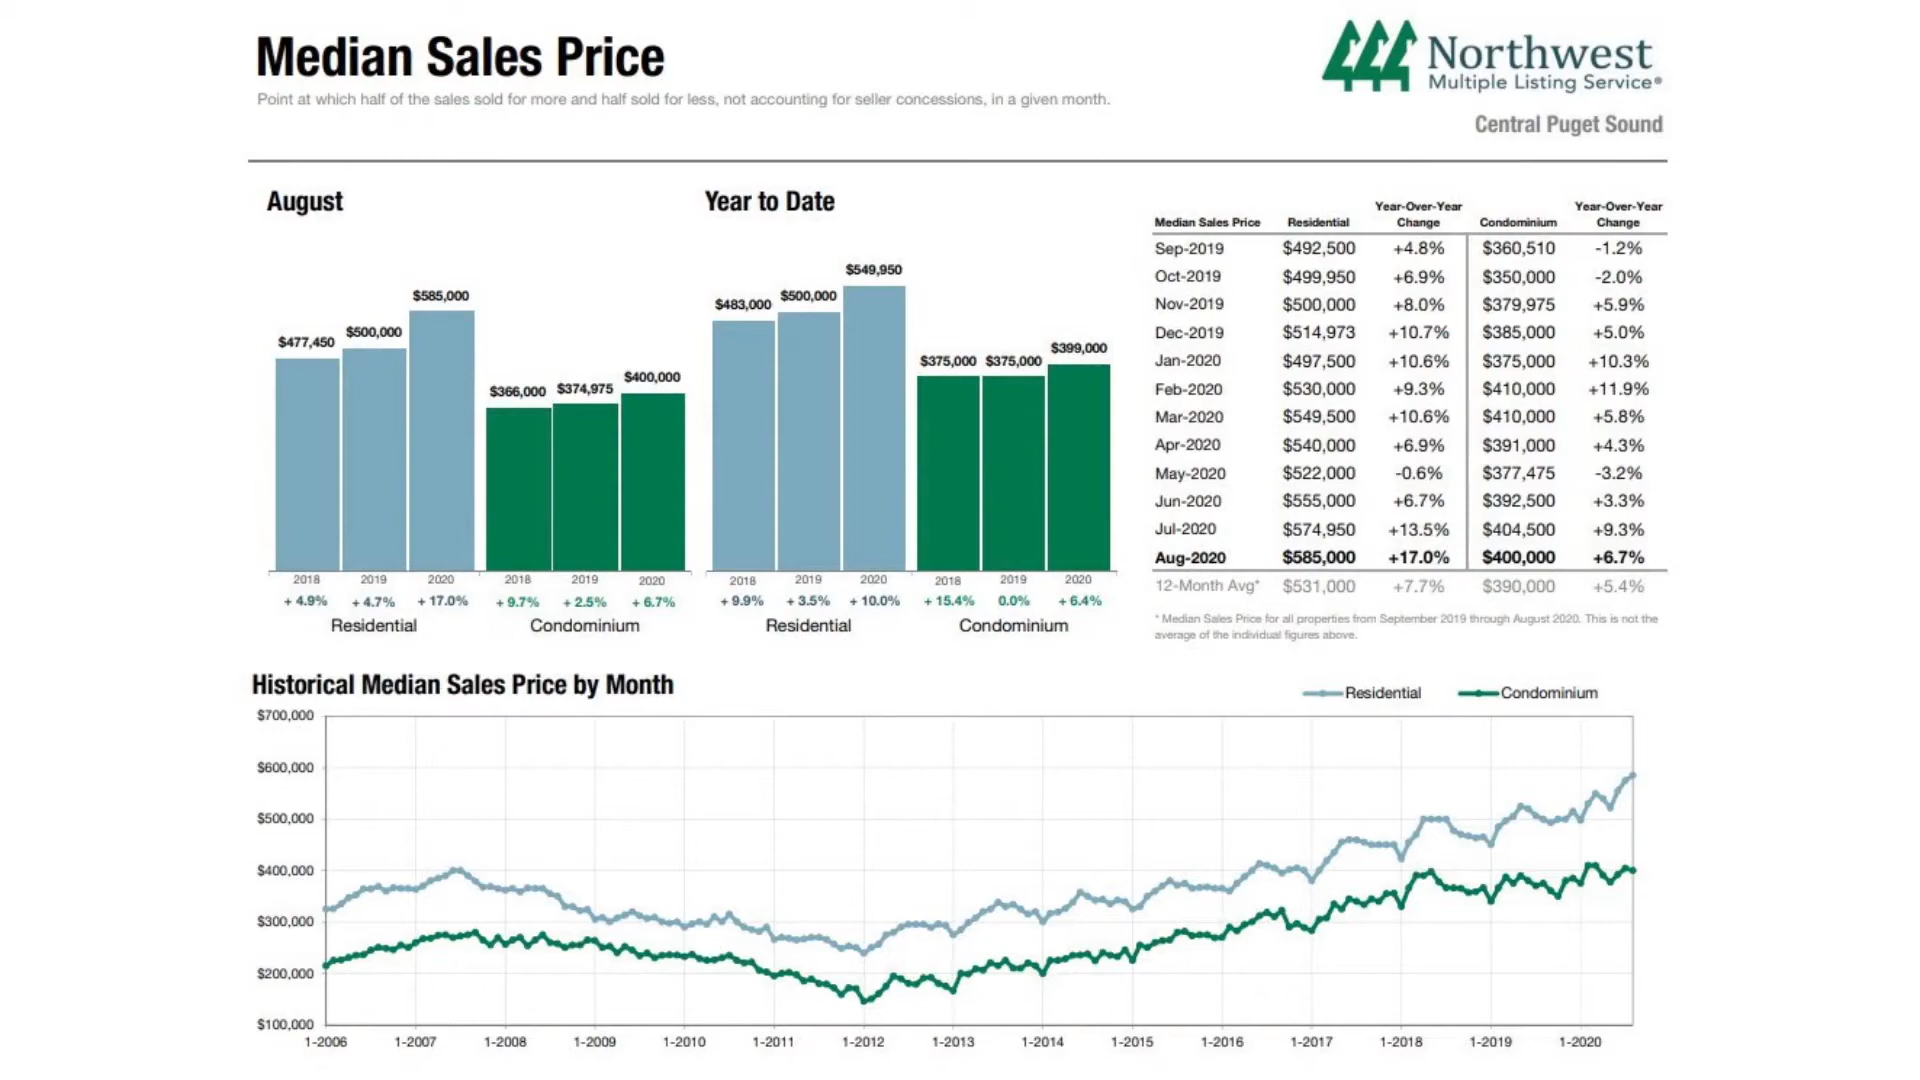 Median Sales Price
Point at which half of the sales sold for more and half sold for less, not accounting for seller concessions, in a given month.
Northwest
Multiple Listing Service®
Central Puget Sound
August
$477,450 $500,000 $585,000 $366,000 $374,975 $400,000
2018 2019 2020 2018 2019 2020
+ 4.9% + 4.7% + 17.0% + 9.7% + 2.5% + 6.7%
Residential Condominium
Year to Date
$483,000 $500,000 $549,950 $375,000 $375,000 $399,000
2018 2019 2020 2018 2019 2020
+ 9.9% + 3.5% + 10.0% + 15.4% 0.0% + 6.4%
Residential Condominium
Year-Over-Year Year-Over-Year
Median Sales Price Residential Change Condominium Change
Sep-2019 $492,500 +4.8% $360,510 -1.2%
Oct-2019 $499,950 +6.9% $350,000 -2.0%
Nov-2019 $500,000 +8.0% $379,975 +5.9%
Dec-2019 $514,973 +10.7% $385,000 +5.0%
Jan-2020 $497,500 +10.6% $375,000 +10.3%
Feb-2020 $530,000 +9.3% $410,000 +11.9%
Mar-2020 $549,500 +10.6% $410,000 +5.8%
Apr-2020 $540,000 +6.9% $391,000 +4.3%
May-2020 $522,000 -0.6% $377,475 -3.2%
Jun-2020 $555,000 +6.7% $392,500 +3.3%
Jul-2020 $574,950 +13.5% $404,500 +9.3%
Aug-2020 $585,000 +17.0% $400,000 +6.7%
12-Month Avg* $531,000 +7.7% $390,000 +5.4%
* Median Sales Price for all properties from September 2019 through August 2020. This is not the
average of the individual figures above.
Historical Median Sales Price by Month
Residential Condominium
$700,000
$600,000
$500,000
$400,000
$300,000
$200,000
$100,000
1-2006 1-2007 1-2008 1-2009 1-2010 1-2011 1-2012 1-2013 1-2014 1-2015 1-2016 1-2017 1-2018 1-2019 1-2020